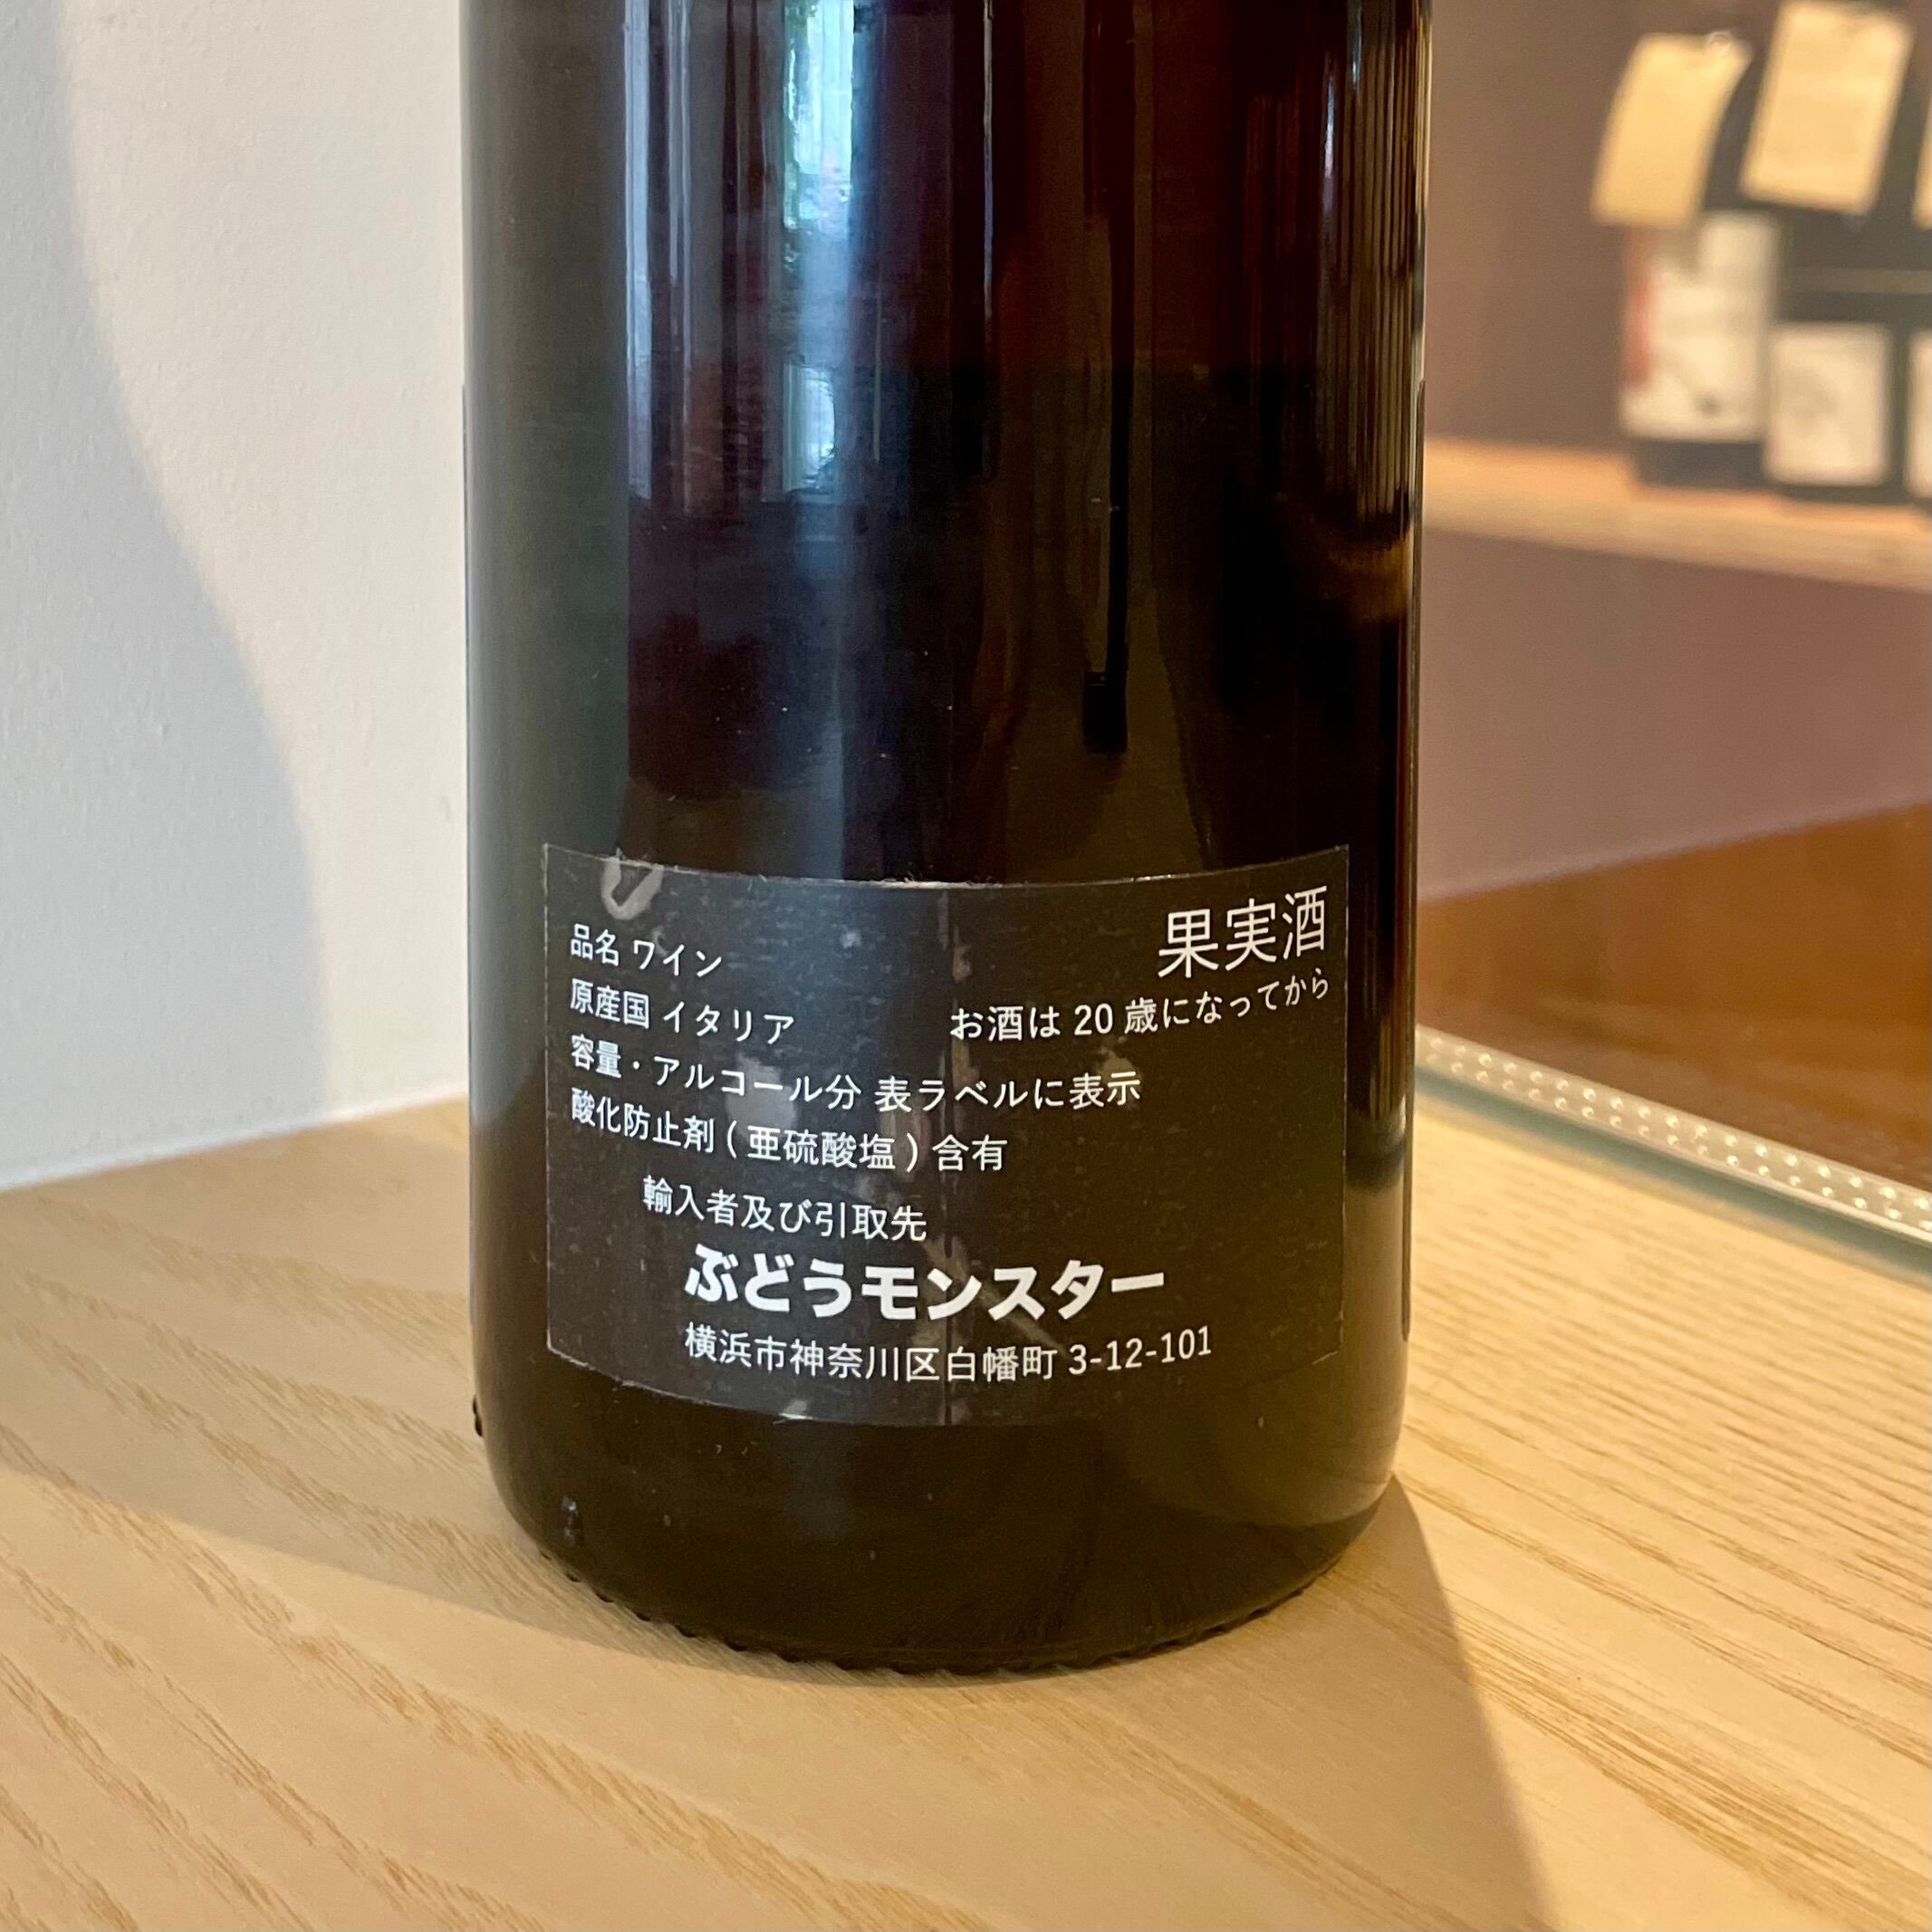 果実酒
品名 ワイン
原産国 イタリア
お酒は 20 歳になってから
容量・アルコール分 表ラベルに表示
酸化防止剤 ( 亜硫酸塩 ) 含有
輸入者及び引取先
ぶどうモンスター
横浜市神奈川区白幡町 3-12-101